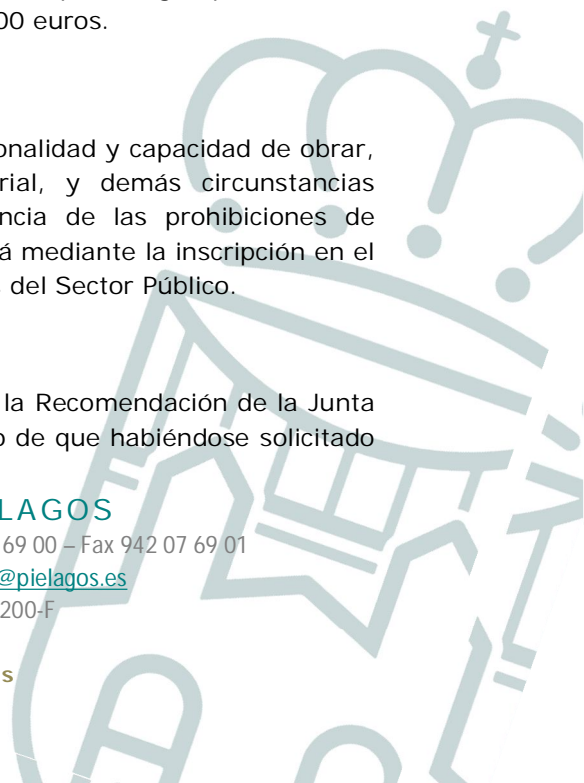 00 euros.
onalidad y capacidad de obrar,
rial, y demás circunstancias
ncia de las prohibiciones de
á mediante la inscripción en el
del Sector Público.
la Recomendación de la Junta
o de que habiéndose solicitado
LAGOS
69 00 – Fax 942 07 69 01
@pielagos.es
200-F
s